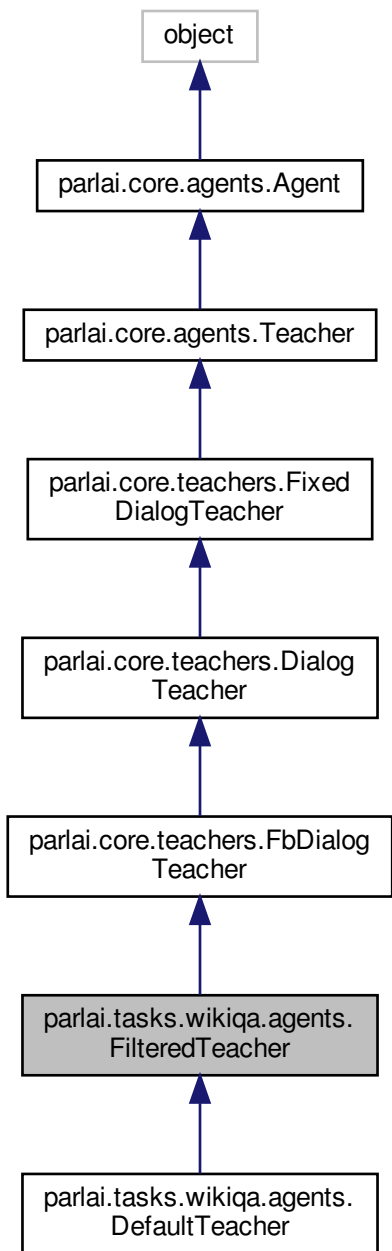 object
parlai.core.agents.Agent
parlai.core.agents.Teacher
parlai.core.teachers.Fixed
DialogTeacher
parlai.core.teachers.Dialog
Teacher
parlai.core.teachers.FbDialog
Teacher
parlai.tasks.wikiqa.agents.
FilteredTeacher
parlai.tasks.wikiqa.agents.
DefaultTeacher